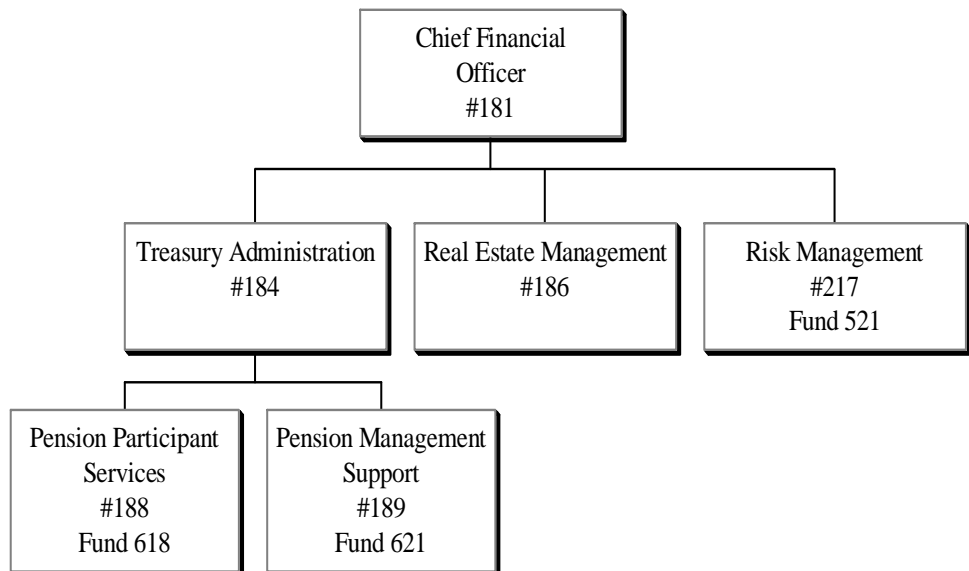 Chief Financial
Officer
#181
Treasury Administration
#184
Real Estate Management
#186
Risk Management
#217
Fund 521
Pension Participant
Services
#188
Fund 618
Pension Management
Support
#189
Fund 621